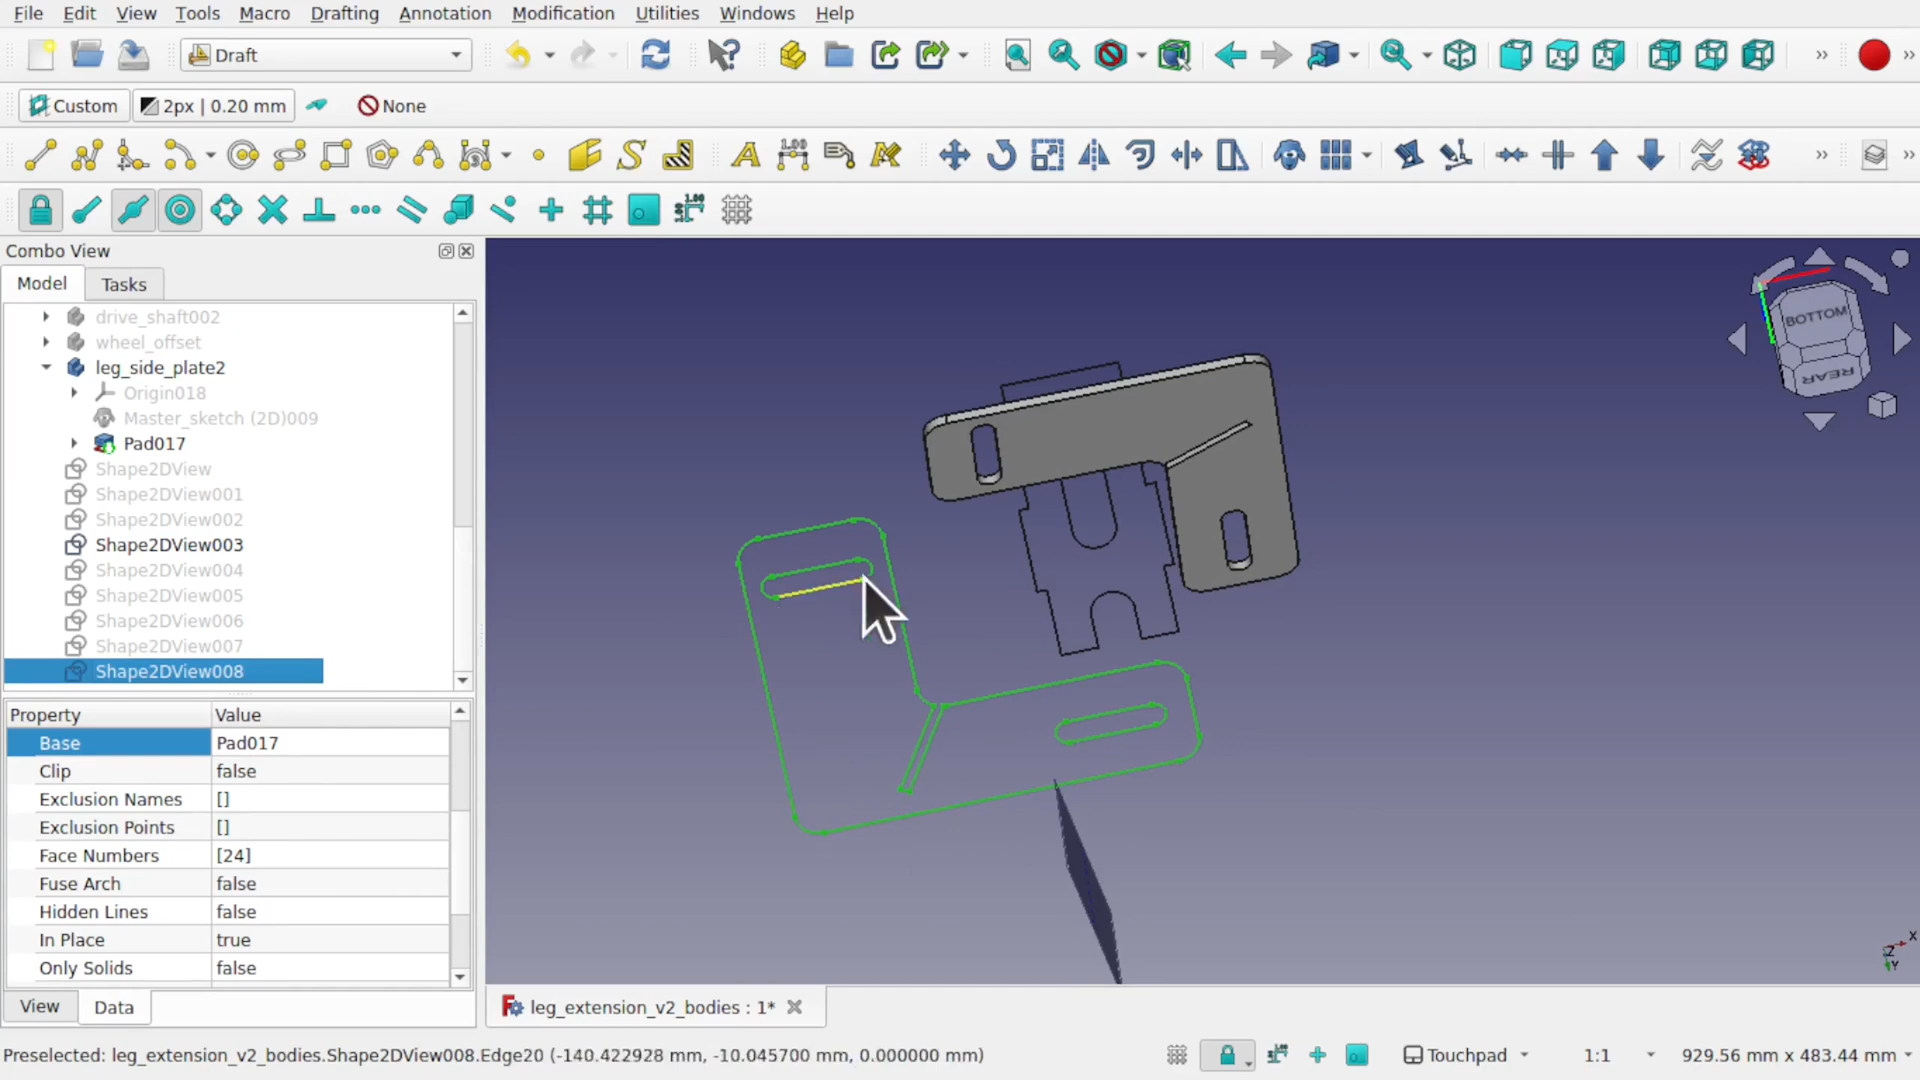 File Edit View Tools Macro Drafting Annotation Modification Utilities Windows Help
Draft
Custom 2px | 0.20 mm None
Combo View
Model Tasks
drive_shaft002
wheel_offset
leg_side_plate2
Origin018
Master_sketch (2D)009
Pad017
Shape2DView
Shape2DView001
Shape2DView002
Shape2DView003
Shape2DView004
Shape2DView005
Shape2DView006
Shape2DView007
Shape2DView008
Property Value
Base Pad017
Clip false
Exclusion Names []
Exclusion Points []
Face Numbers [24]
Fuse Arch false
Hidden Lines false
In Place true
Only Solids false
View Data
BOTTOM
REAR
X
Z
Y
leg_extension_v2_bodies : 1*
Preselected: leg_extension_v2_bodies.Shape2DView008.Edge20 (-140.422928 mm, -10.045700 mm, 0.000000 mm)
Touchpad 1:1 929.56 mm x 483.44 mm